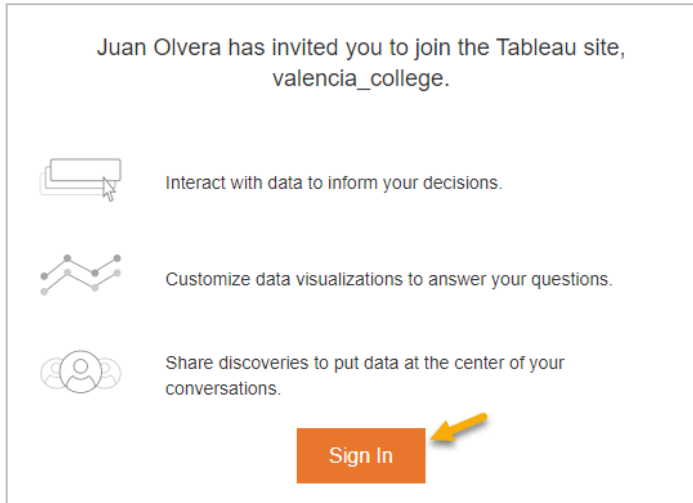 Juan Olvera has invited you to join the Tableau site,
valencia_college.
Interact with data to inform your decisions.
Customize data visualizations to answer your questions.
Share discoveries to put data at the center of your
conversations.
Sign In